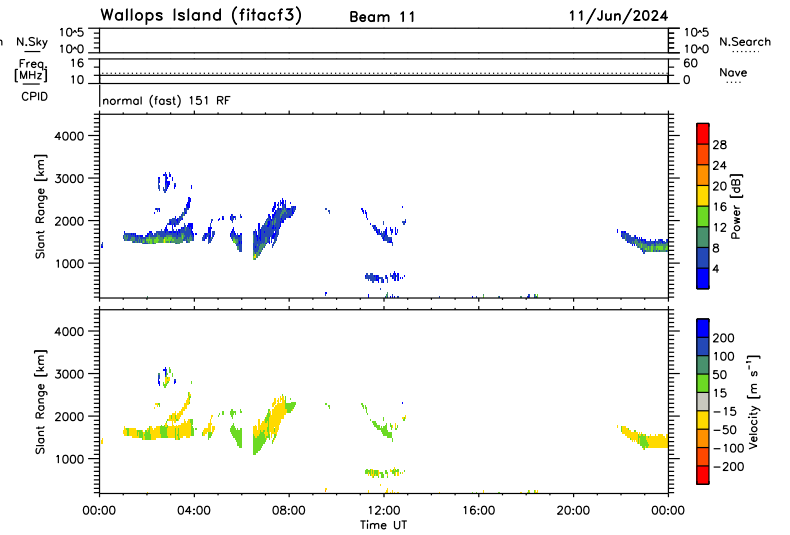 Wallops Island (fitacf3) Beam 11 11/Jun/2024
N.Sky 10^5 10^0 10^5 10^0 N.Search
Freq. [MHz] 16 10 60 0 Nave
CPID normal (fast) 151 RF
Slant Range [km]
4000
3000
2000
1000
28
24
20
16
12
8
4
Power [dB]
Slant Range [km]
4000
3000
2000
1000
200
100
50
15
-15
-50
-100
-200
Velocity [m s⁻¹]
00:00 04:00 08:00 12:00 16:00 20:00 00:00
Time UT